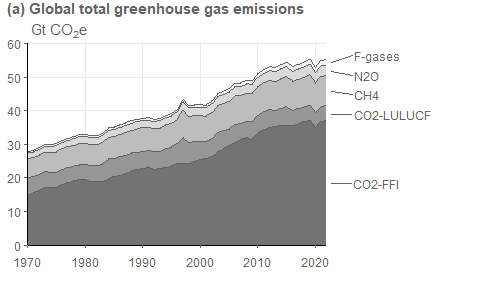 (a) Global total greenhouse gas emissions
Gt CO₂e
60
50
40
30
20
10
0
1970 1980 1990 2000 2010 2020
F-gases
N2O
CH4
CO2-LULUCF
CO2-FFI